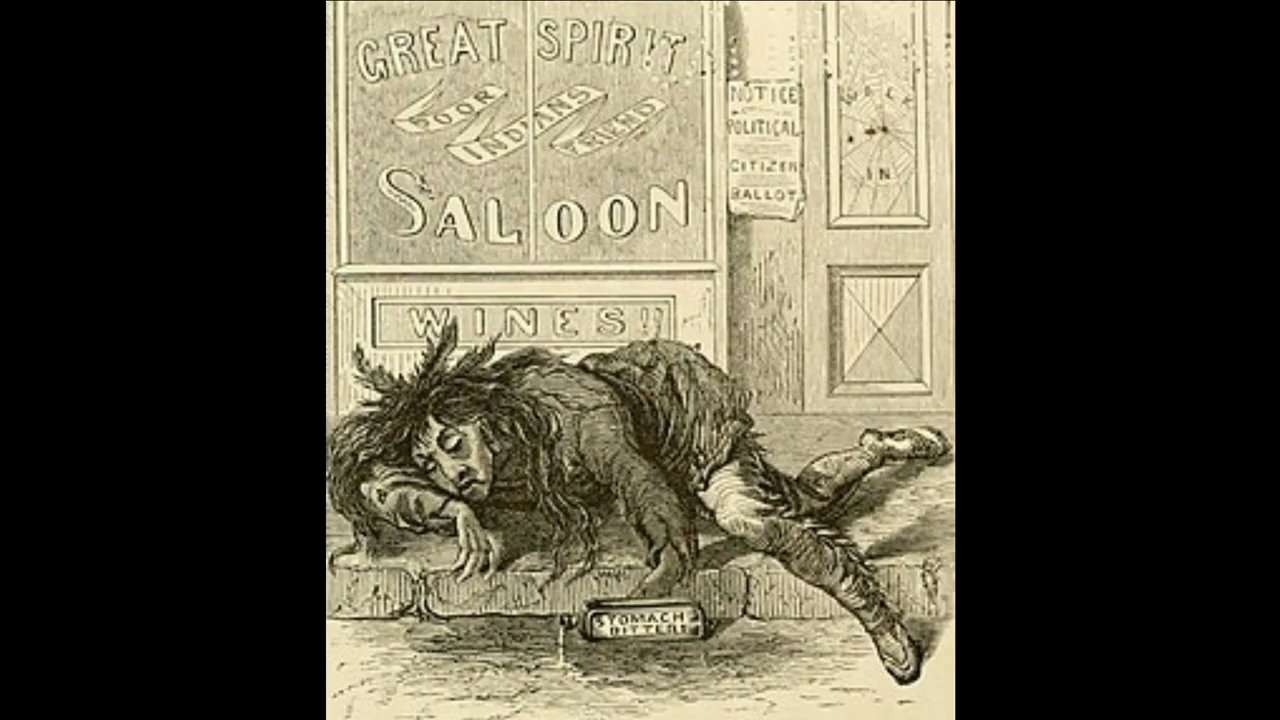 GREAT SPIRIT
POOR
INDIANS
FRIEND
SALOON
WINES!!
NOTICE
POLITICAL
CITIZEN
BALLOT
IN
STOMACH
BITTERS